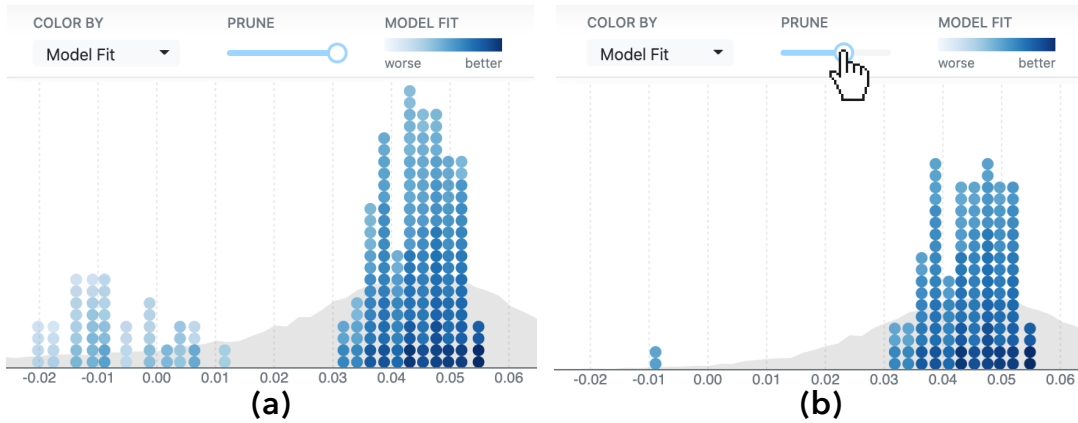 COLOR BY PRUNE MODEL FIT
Model Fit
worse better
-0.02 -0.01 0.00 0.01 0.02 0.03 0.04 0.05 0.06
(a)
COLOR BY PRUNE MODEL FIT
Model Fit
worse better
-0.02 -0.01 0.00 0.01 0.02 0.03 0.04 0.05 0.06
(b)